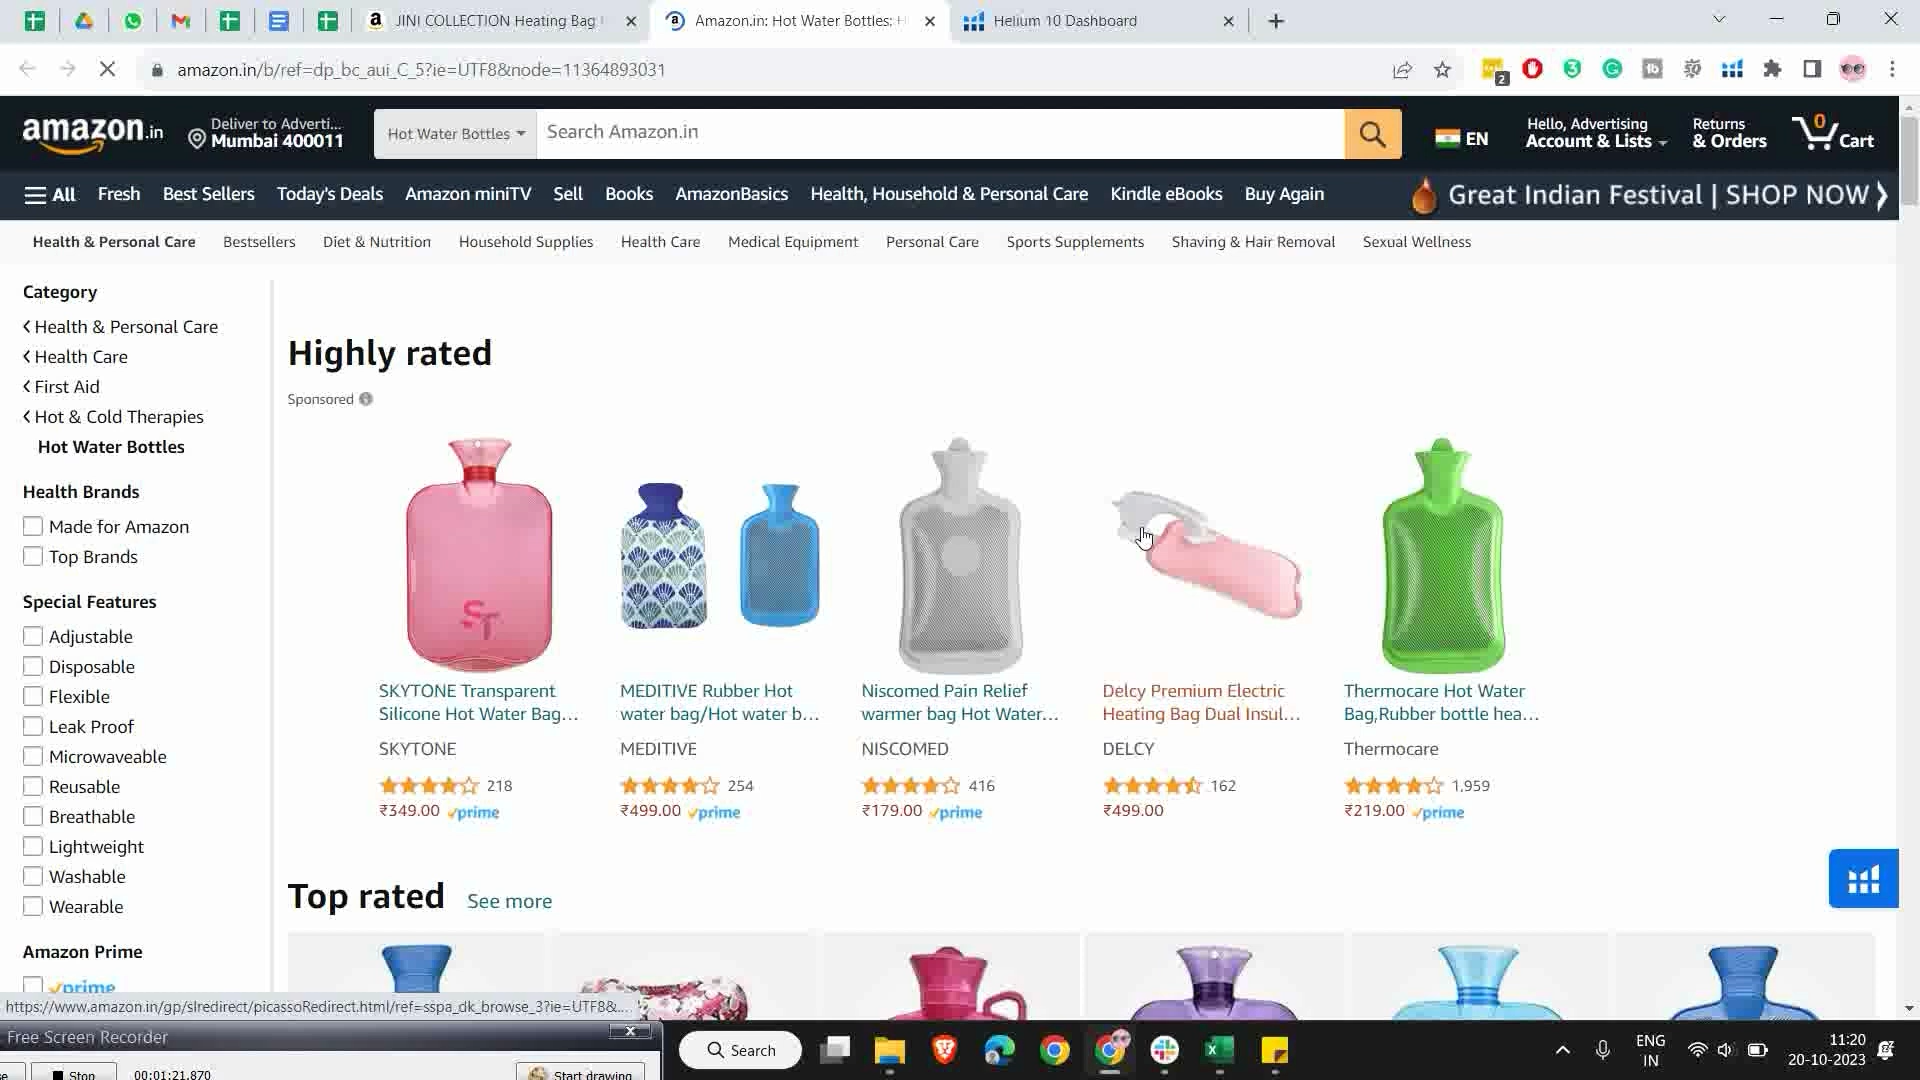 JINI COLLECTION Heating Bag
Amazon.in: Hot Water Bottles: H
Helium 10 Dashboard
amazon.in/b/ref=dp_bc_aui_C_5?ie=UTF8&node=11364893031
2
amazon.in
Deliver to Adverti...
Mumbai 400011
Hot Water Bottles
Search Amazon.in
EN
Hello, Advertising
Account & Lists
Returns
& Orders
0
Cart
All
Fresh
Best Sellers
Today's Deals
Amazon miniTV
Sell
Books
AmazonBasics
Health, Household & Personal Care
Kindle eBooks
Buy Again
Great Indian Festival | SHOP NOW
Health & Personal Care
Bestsellers
Diet & Nutrition
Household Supplies
Health Care
Medical Equipment
Personal Care
Sports Supplements
Shaving & Hair Removal
Sexual Wellness
Category
Health & Personal Care
Health Care
First Aid
Hot & Cold Therapies
Hot Water Bottles
Health Brands
Made for Amazon
Top Brands
Special Features
Adjustable
Disposable
Flexible
Leak Proof
Microwaveable
Reusable
Breathable
Lightweight
Washable
Wearable
Amazon Prime
prime
Highly rated
Sponsored
ST
SKYTONE Transparent
Silicone Hot Water Bag...
SKYTONE
218
₹349.00 prime
MEDITIVE Rubber Hot
water bag/Hot water b...
MEDITIVE
254
₹499.00 prime
Niscomed Pain Relief
warmer bag Hot Water...
NISCOMED
416
₹179.00 prime
Delcy Premium Electric
Heating Bag Dual Insul...
DELCY
162
₹499.00
Thermocare Hot Water
Bag,Rubber bottle hea...
Thermocare
1,959
₹219.00 prime
Top rated
See more
https://www.amazon.in/gp/slredirect/picassoRedirect.html/ref=sspa_dk_browse_3?ie=UTF8&...
Free Screen Recorder
Stop
00:01:21.870
Start drawing
Search
ENG
IN
11:20
20-10-2023